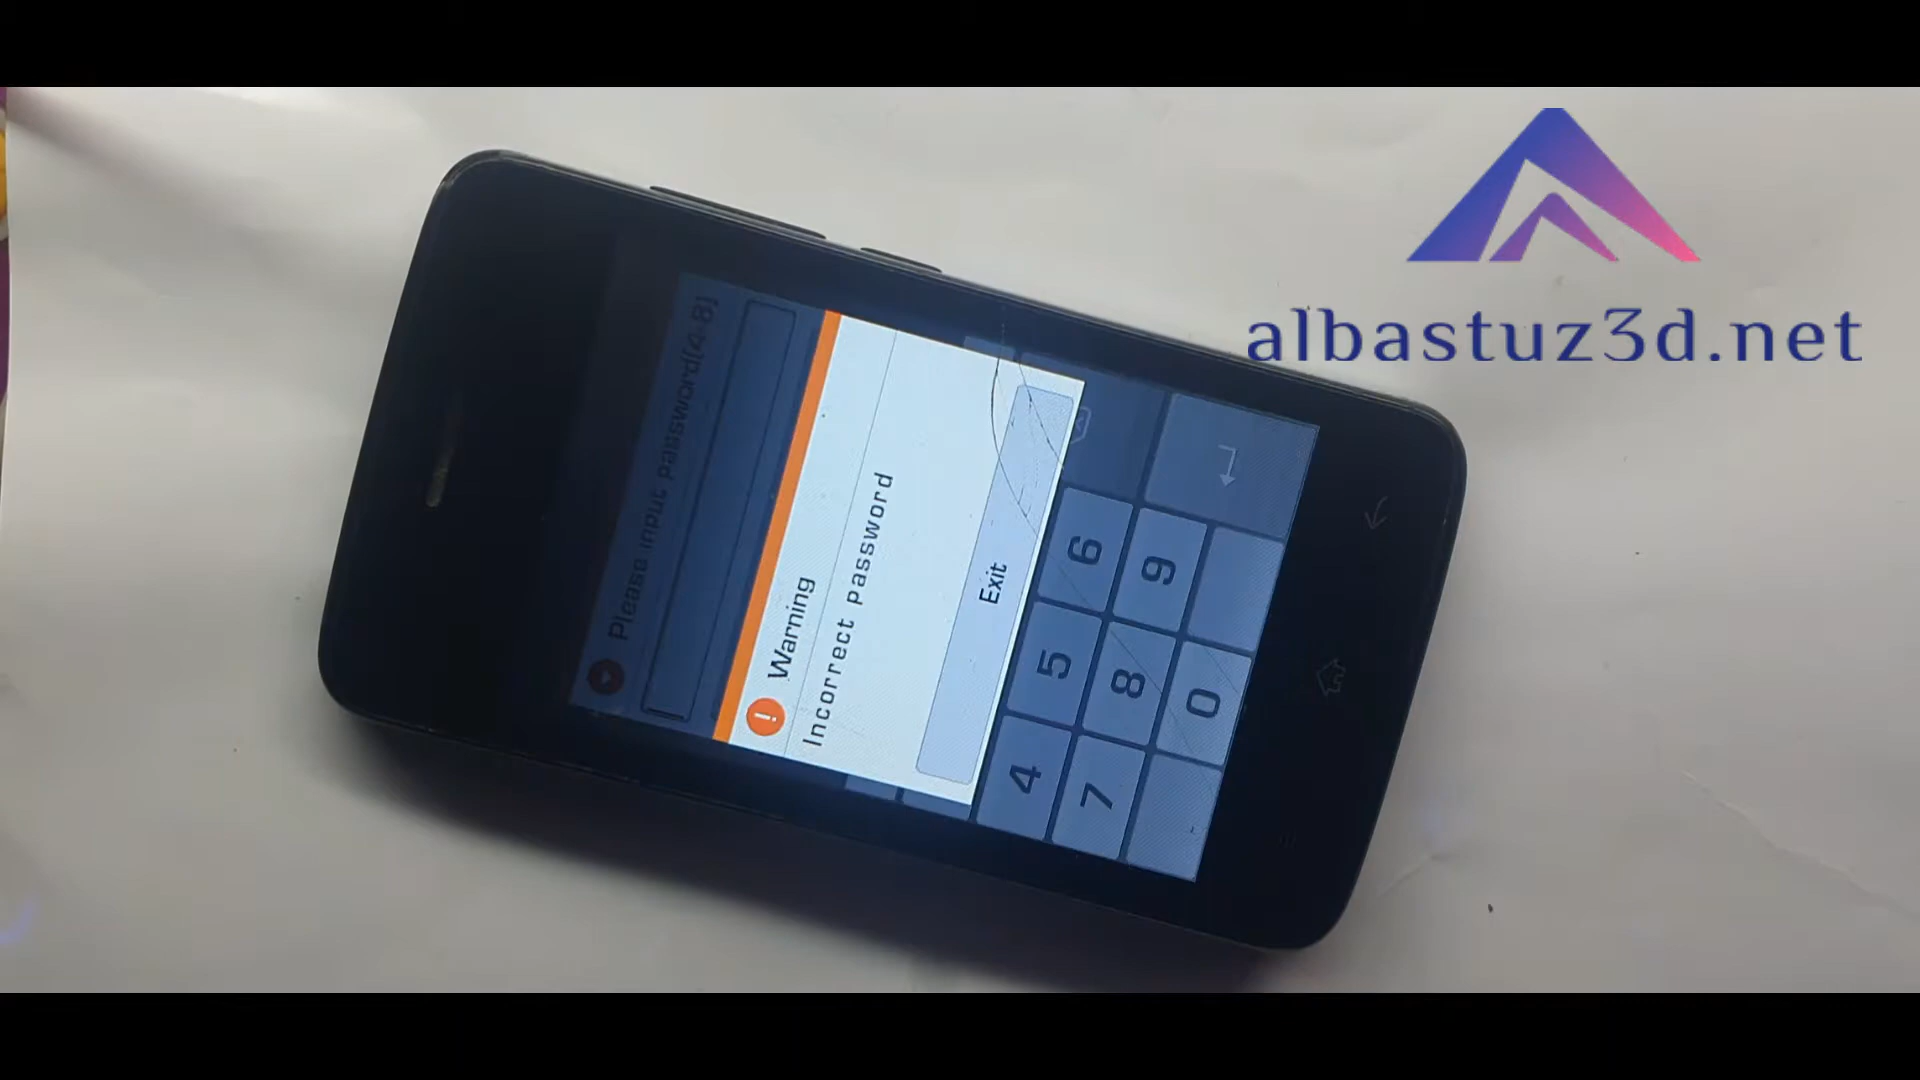 albastuz3d.net
Please input password(4-8)
Warning
Incorrect password
Exit
4 5 6
7 8 9
0